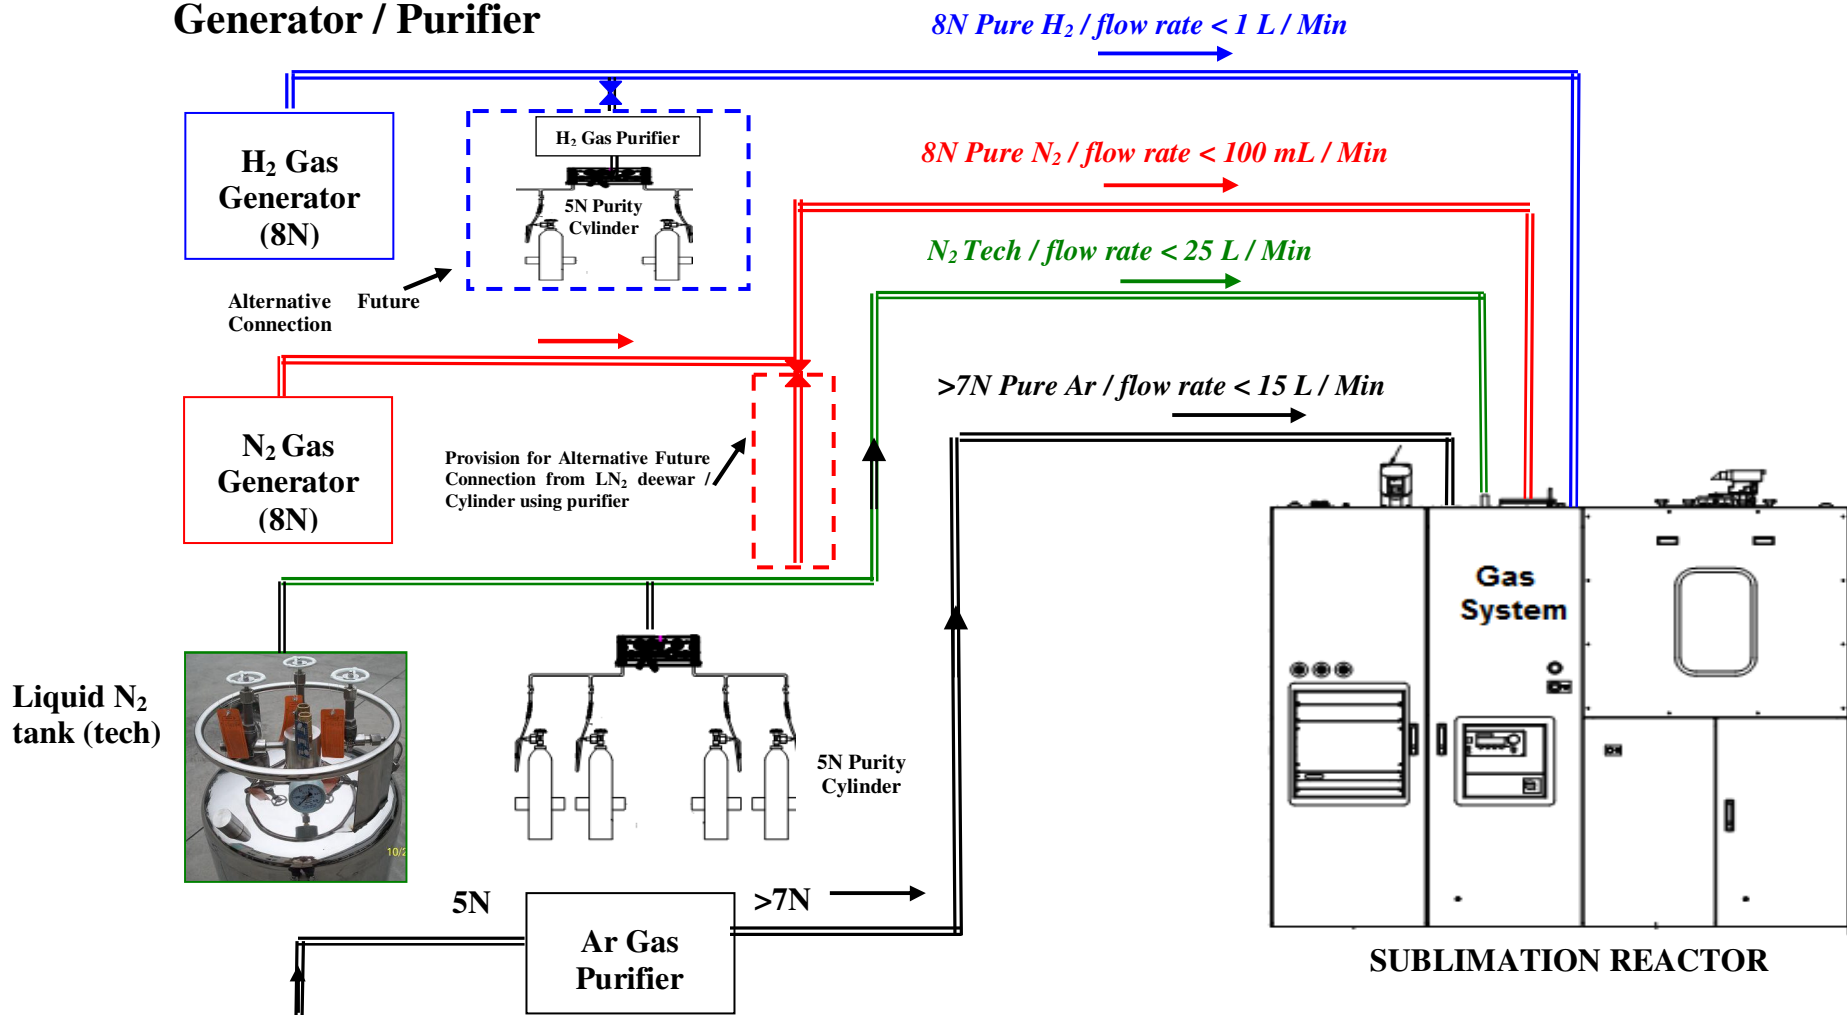 Generator / Purifier
8N Pure H₂ / flow rate < 1 L / Min
H₂ Gas
Generator
(8N)
H₂ Gas Purifier
5N Purity
Cylinder
Alternative Future
Connection
8N Pure N₂ / flow rate < 100 mL / Min
N₂ Tech / flow rate < 25 L / Min
>7N Pure Ar / flow rate < 15 L / Min
N₂ Gas
Generator
(8N)
Provision for Alternative Future
Connection from LN₂ deewar /
Cylinder using purifier
Gas
System
Liquid N₂
tank (tech)
5N Purity
Cylinder
10/2
5N
>7N
Ar Gas
Purifier
SUBLIMATION REACTOR